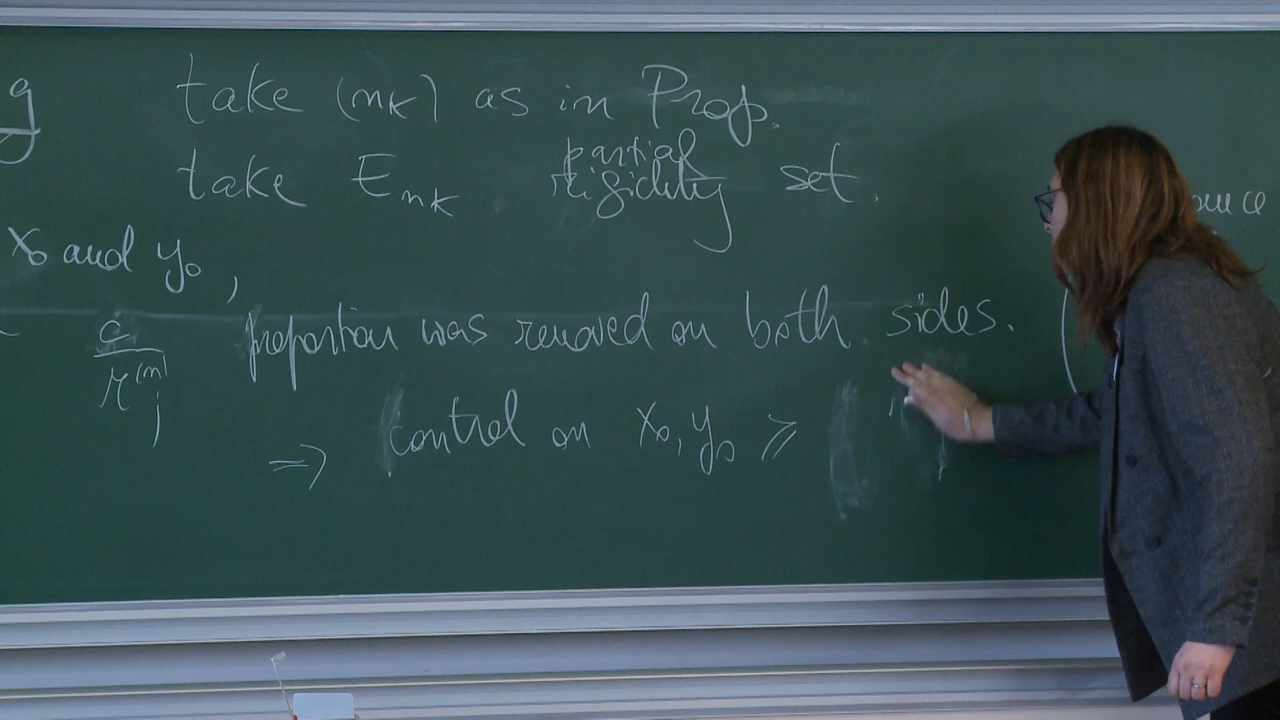 g take (n_K) as in Prop.
take E_{n_K} partial rigidity set.
x_0 and y_0,
~ c/r_j^{(n)} proportion was removed on both sides.
=> control on x_0, y_0 ⩾